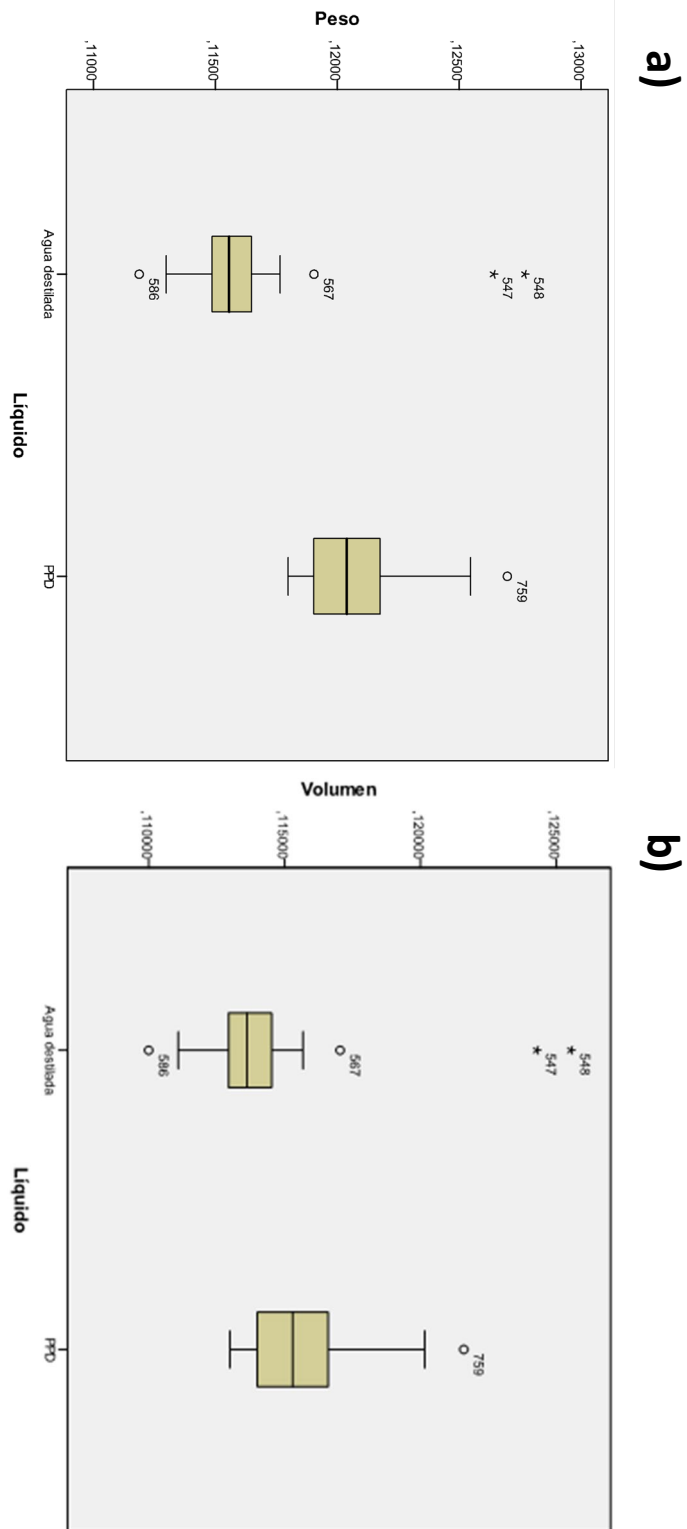 a)
Peso
,13000
,12500
,12000
,11500
,11000
548
547
567
586
759
Agua destilada
PPD
Líquido
b)
Volumen
,125000
,120000
,115000
,110000
548
547
567
586
759
Agua destilada
PPD
Líquido